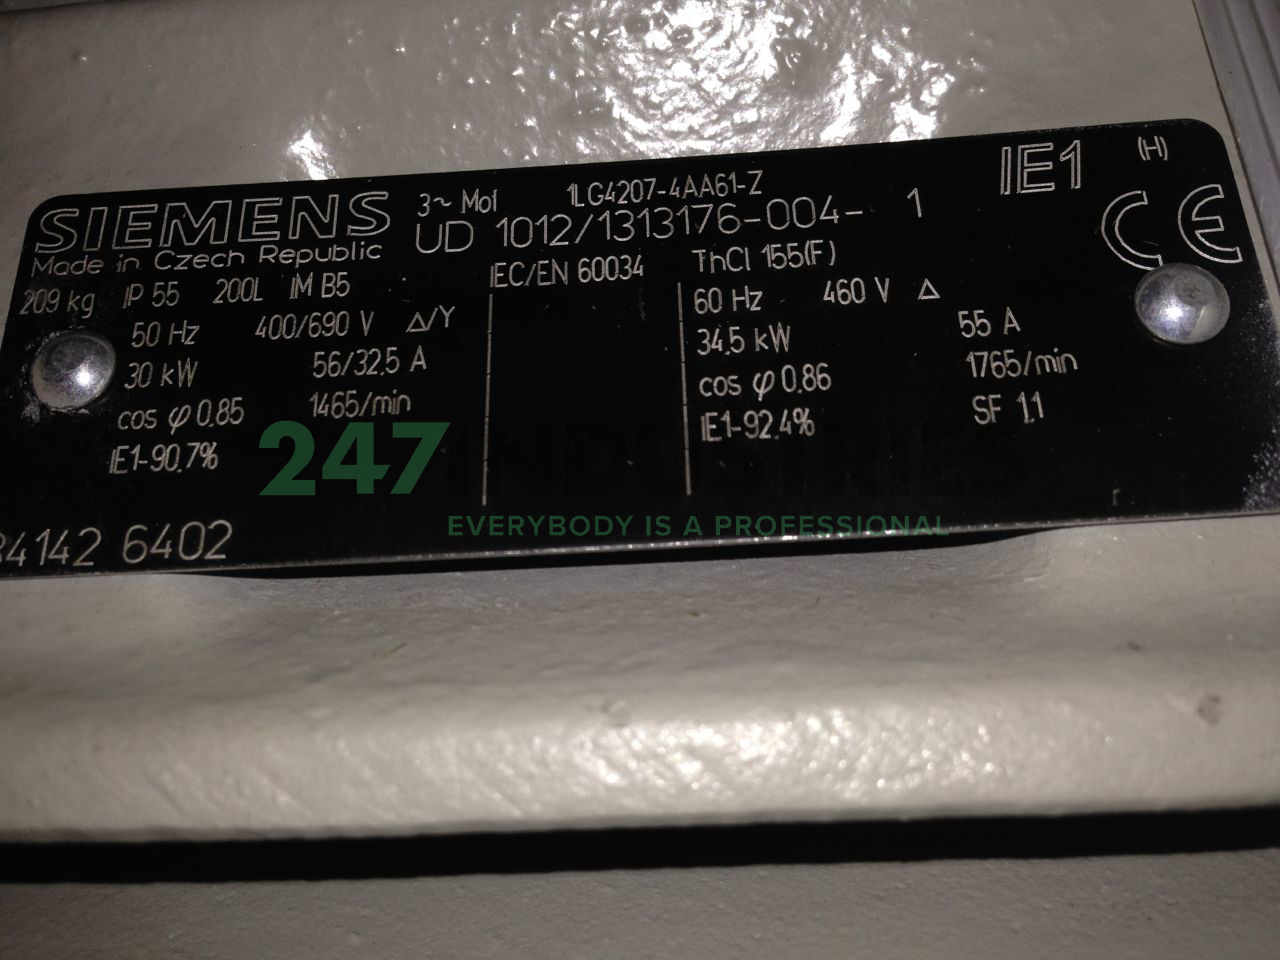 SIEMENS 3~ Mot 1LG4207-4AA61-Z IE1 (H)
Made in Czech Republic UD 1012/1313176-004- 1 CE
209 kg IP 55 200L IM B5 IEC/EN 60034 ThCl 155(F)
50 Hz 400/690 V Δ/Y 60 Hz 460 V Δ
30 kW 56/32.5 A 34.5 kW 55 A
cos φ 0.85 1465/min cos φ 0.86 1765/min
IE1-90.7% IE1-92.4% SF 1.1
247 INDUSTRIES
EVERYBODY IS A PROFESSIONAL
4142 6402